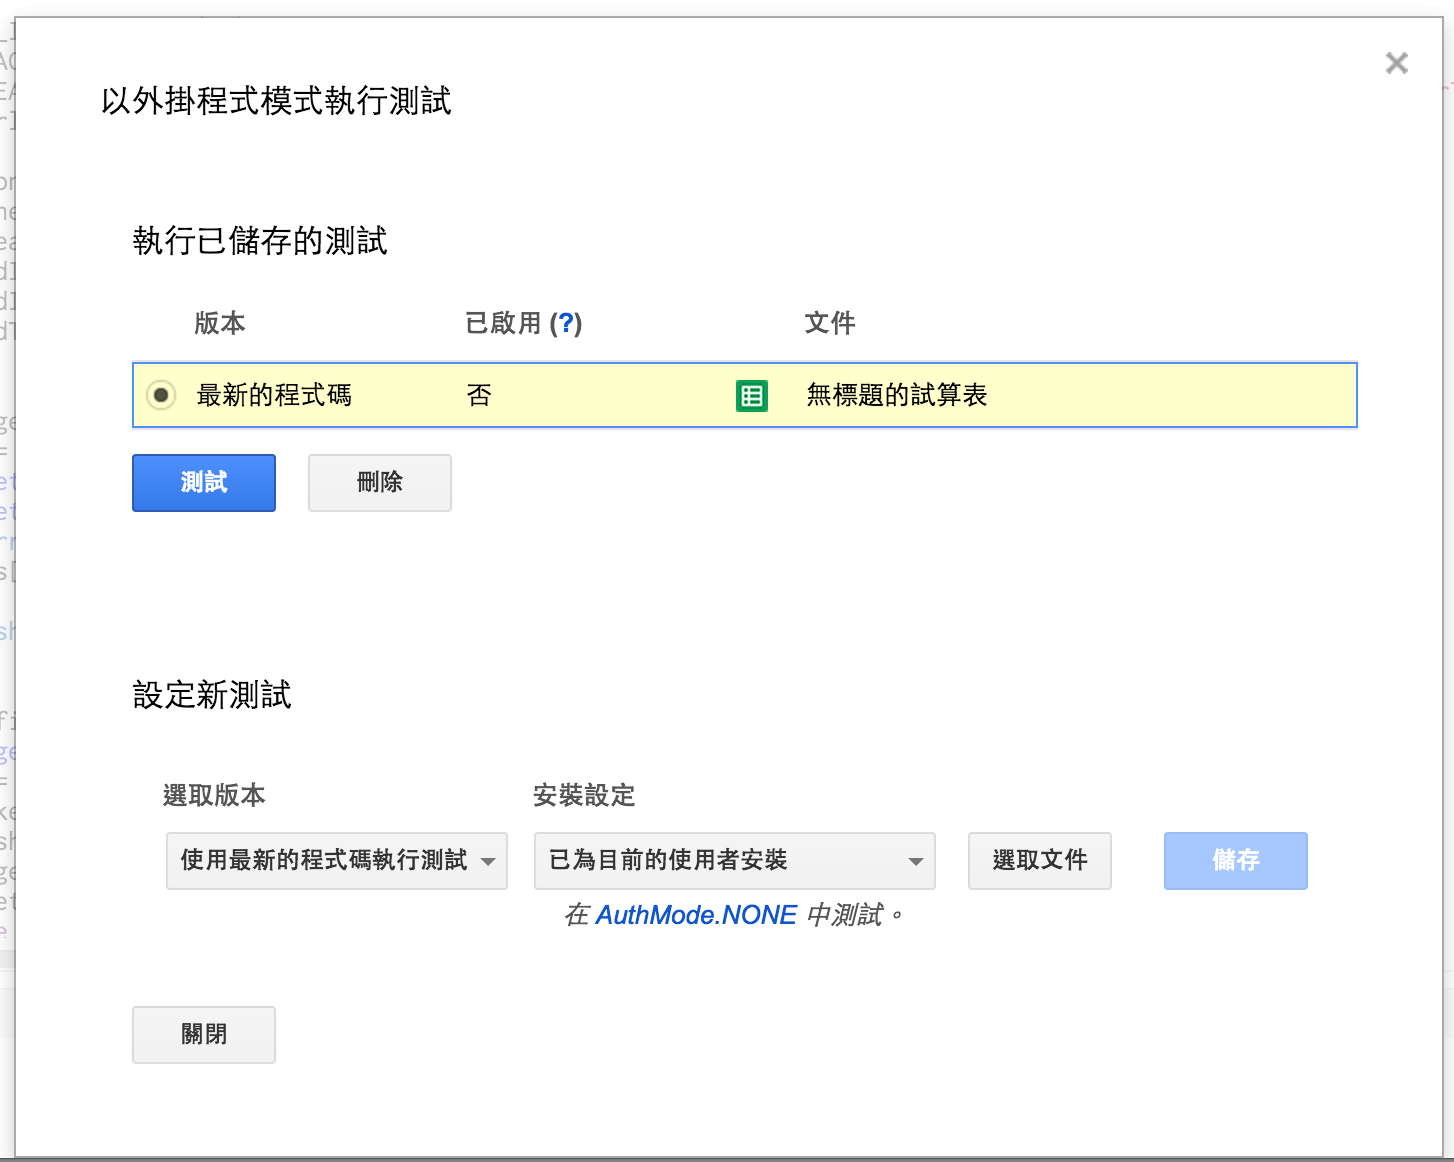 以外掛程式模式執行測試
執行已儲存的測試
版本 已啟用 (?) 文件
最新的程式碼 否 無標題的試算表
測試 刪除
設定新測試
選取版本 安裝設定
使用最新的程式碼執行測試 已為目前的使用者安裝 選取文件 儲存
在 AuthMode.NONE 中測試。
關閉